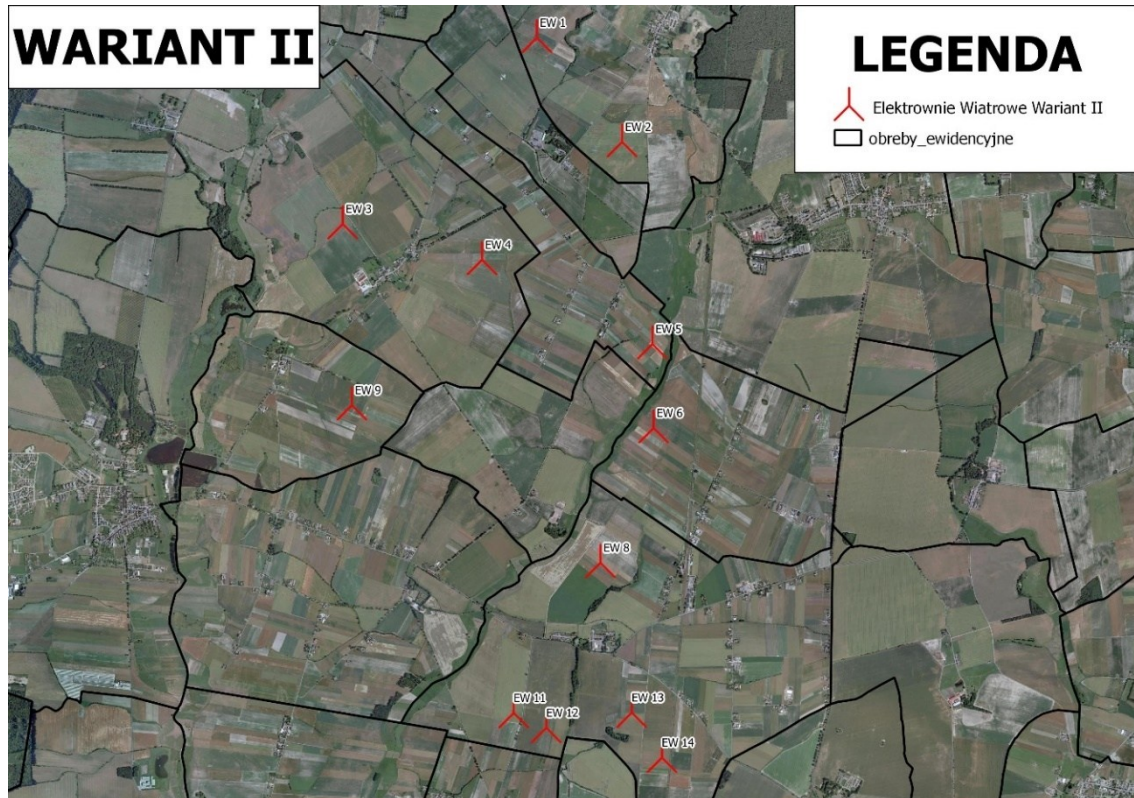 WARIANT II
LEGENDA
Elektrownie Wiatrowe Wariant II
obreby_ewidencyjne
EW 1
EW 2
EW 3
EW 4
EW 5
EW 9
EW 6
EW 8
EW 11
EW 12
EW 13
EW 14